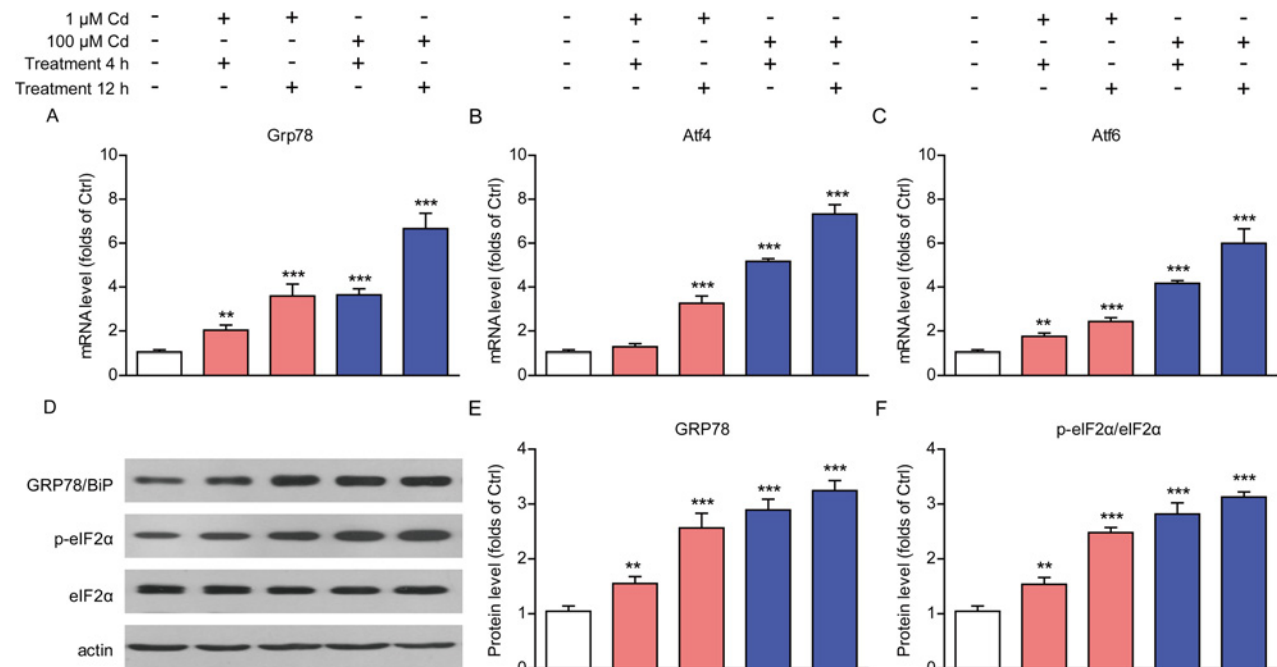 1 µM Cd - + + - - - + + - - - + + - -
100 µM Cd - - - + + - - - + + - - - + +
Treatment 4 h - + - + - - + - + - - + - + -
Treatment 12 h - - + - + - - + - + - - + - +
A B C
Grp78 Atf4 Atf6
mRNA level (folds of Ctrl)
10
8
6
4
2
0
** *** *** ***
mRNA level (folds of Ctrl)
10
8
6
4
2
0
*** *** ***
mRNA level (folds of Ctrl)
10
8
6
4
2
0
** *** *** ***
D E F
GRP78/BiP
p-eIF2α
eIF2α
actin
GRP78
Protein level (folds of Ctrl)
4
3
2
1
0
** *** *** ***
p-eIF2α/eIF2α
Protein level (folds of Ctrl)
4
3
2
1
0
** *** *** ***